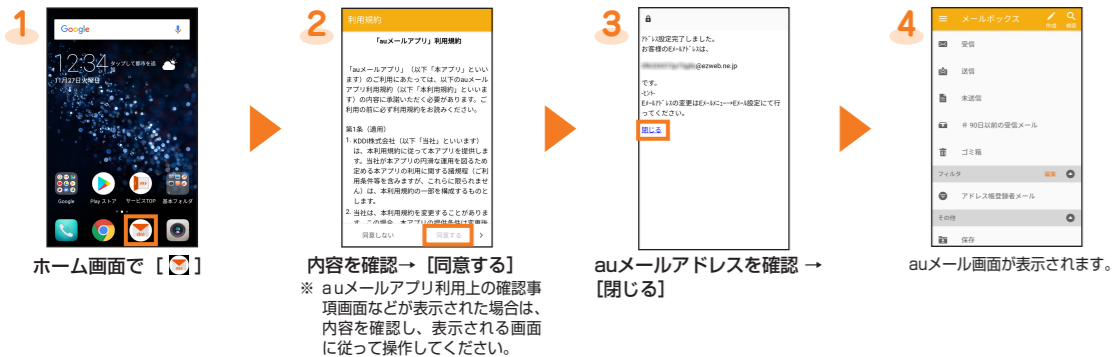 1
Google
12:34 タップして都市を追加
11月27日火曜日
Google
Play ストア
サービスTOP
基本フォルダ
ホーム画面で［　］
2
利用規約
「auメールアプリ」利用規約
「auメールアプリ」（以下「本アプリ」といい
ます）のご利用にあたっては、以下のauメール
アプリ利用規約（以下「本利用規約」といいま
す）の内容に承諾いただく必要があります。ご
利用の前に必ず利用規約をお読みください。
第1条（適用）
1. KDDI株式会社（以下「当社」といいます）
は、本利用規約に従って本アプリを提供しま
す。当社が本アプリの円滑な運用を図るため
定める本アプリの利用に関する諸規程（ご利
用条件等を含みますが、これらに限られませ
ん）は、本利用規約の一部を構成するものと
します。
2. 当社は、本利用規約を変更することがありま
同意しない
同意する
内容を確認→［同意する］
※ auメールアプリ利用上の確認事
項画面などが表示された場合は、
内容を確認し、表示される画面
に従って操作してください。
3
ｱﾄﾞﾚｽ設定完了しました。
お客様のEﾒｰﾙｱﾄﾞﾚｽは、
@ezweb.ne.jp
です。
-ﾋﾝﾄ-
Eﾒｰﾙｱﾄﾞﾚｽの変更はEﾒｰﾙﾒﾆｭｰ→Eﾒｰﾙ設定にて行
ってください。
閉じる
auメールアドレスを確認 →
［閉じる］
4
メールボックス
作成
検索
受信
送信
未送信
# 90日以前の受信メール
ゴミ箱
フィルタ
編集
アドレス帳登録者メール
その他
保存
auメール画面が表示されます。